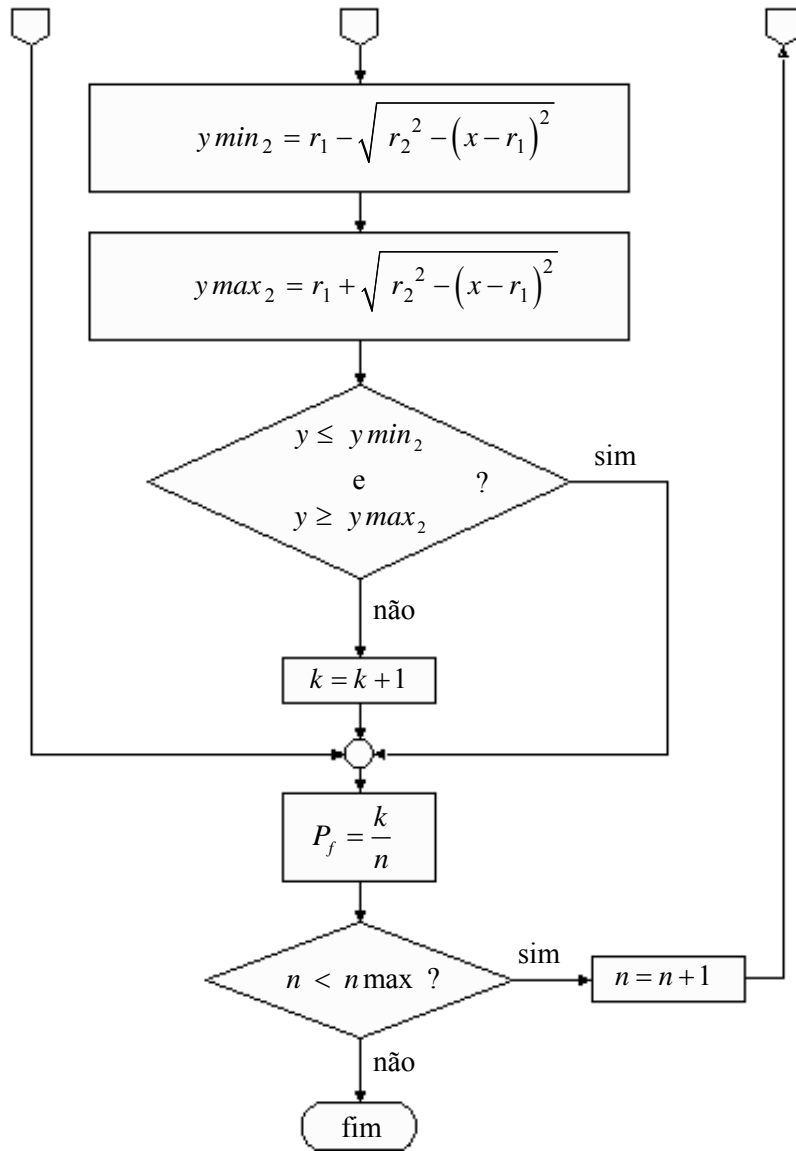 y min₂ = r₁ − √(r₂² − (x − r₁)²)
y max₂ = r₁ + √(r₂² − (x − r₁)²)
y ≤ y min₂
sim
e ?
y ≥ y max₂
não
k = k + 1
P_f = k/n
sim
n < n max ?
n = n + 1
não
fim